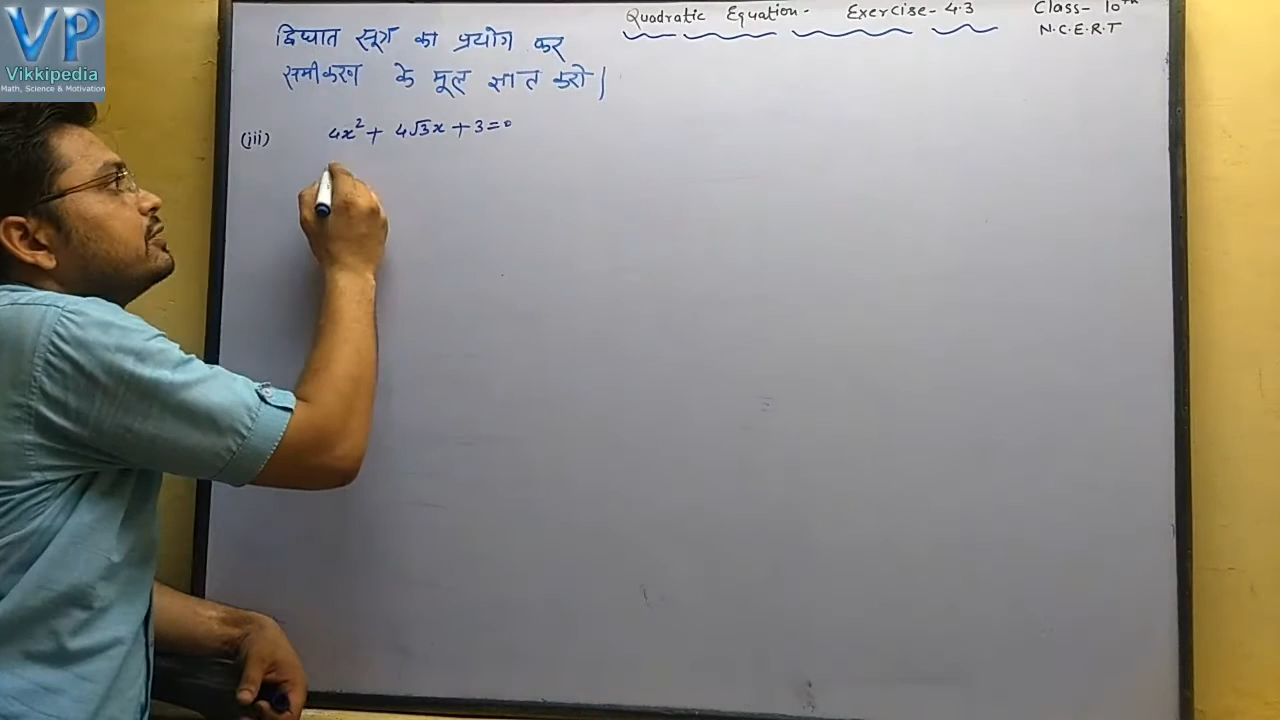 VP
Vikkipedia
Math, Science & Motivation
Quadratic Equation- Exercise-4.3
Class- 10th
N.C.E.R.T
द्विघात सूत्र का प्रयोग कर
समीकरण के मूल ज्ञात करो।
(iii) 4x² + 4√3x + 3 = 0